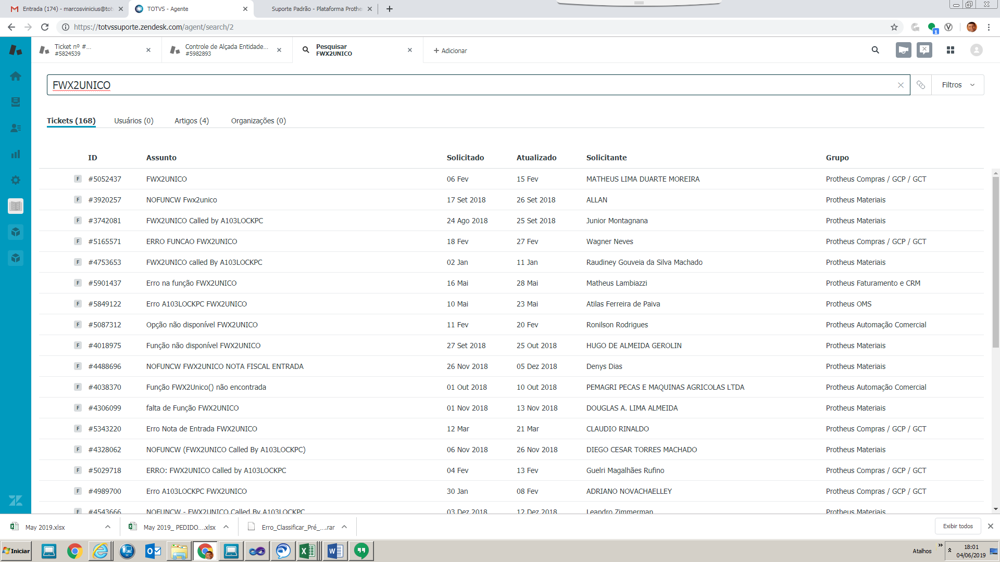 Entrada (174) - marcosvinicius@tot
TOTVS - Agente
Suporte Padrão - Plataforma Prothe
https://totvssuporte.zendesk.com/agent/search/2
1
Ticket nº #...
#5824539
Controle de Alçada Entidade...
#5982893
Pesquisar
FWX2UNICO
+ Adicionar
FWX2UNICO
Filtros
Tickets (168) Usuários (0) Artigos (4) Organizações (0)
ID Assunto Solicitado Atualizado Solicitante Grupo
F #5052437 FWX2UNICO 06 Fev 15 Fev MATHEUS LIMA DUARTE MOREIRA Protheus Compras / GCP / GCT
F #3920257 NOFUNCW Fwx2unico 17 Set 2018 26 Set 2018 ALLAN Protheus Materiais
F #3742081 FWX2UNICO Called by A103LOCKPC 24 Ago 2018 25 Set 2018 Junior Montagnana Protheus Materiais
F #5165571 ERRO FUNCAO FWX2UNICO 18 Fev 27 Fev Wagner Neves Protheus Compras / GCP / GCT
F #4753653 FWX2UNICO called By A103LOCKPC 02 Jan 11 Jan Raudiney Gouveia da Silva Machado Protheus Materiais
F #5901437 Erro na função FWX2UNICO 16 Mai 28 Mai Matheus Lambiazzi Protheus Faturamento e CRM
F #5849122 Erro A103LOCKPC FWX2UNICO 10 Mai 23 Mai Atilas Ferreira de Paiva Protheus OMS
F #5087312 Opção não disponível FWX2UNICO 11 Fev 20 Fev Ronilson Rodrigues Protheus Automação Comercial
F #4018975 Função não disponível FWX2UNICO 27 Set 2018 25 Out 2018 HUGO DE ALMEIDA GEROLIN Protheus Materiais
F #4488696 NOFUNCW FWX2UNICO NOTA FISCAL ENTRADA 26 Nov 2018 05 Dez 2018 Denys Dias Protheus Materiais
F #4038370 Função FWX2Unico() não encontrada 01 Out 2018 10 Out 2018 PEMAGRI PECAS E MAQUINAS AGRICOLAS LTDA Protheus Automação Comercial
F #4306099 falta de Função FWX2UNICO 01 Nov 2018 13 Nov 2018 DOUGLAS A. LIMA ALMEIDA Protheus Materiais
F #5343220 Erro Nota de Entrada FWX2UNICO 12 Mar 21 Mar CLAUDIO RINALDO Protheus Compras / GCP / GCT
F #4328062 NOFUNCW (FWX2UNICO Called By A103LOCKPC) 06 Nov 2018 26 Nov 2018 DIEGO CESAR TORRES MACHADO Protheus Materiais
F #5029718 ERRO: FWX2UNICO Called by A103LOCKPC 04 Fev 13 Fev Guelri Magalhães Rufino Protheus Compras / GCP / GCT
F #4989700 Erro A103LOCKPC FWX2UNICO 30 Jan 08 Fev ADRIANO NOVACHAELLEY Protheus Compras / GCP / GCT
F #4543666 NOFUNCW - FWX2UNICO Called By A103LOCKPC 03 Dez 2018 12 Dez 2018 Leandro Zimmerman Protheus Materiais
May 2019.xlsx
May 2019_ PEDIDO....xlsx
Erro_Classificar_Pré_....rar
Exibir todos
Iniciar
Atalhos
18:01
04/06/2019